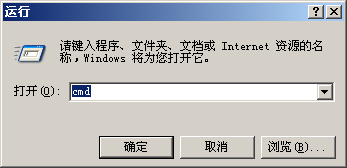 运行
请键入程序、文件夹、文档或 Internet 资源的名
称，Windows 将为您打开它。
打开(O): cmd
确定 取消 浏览(B)...